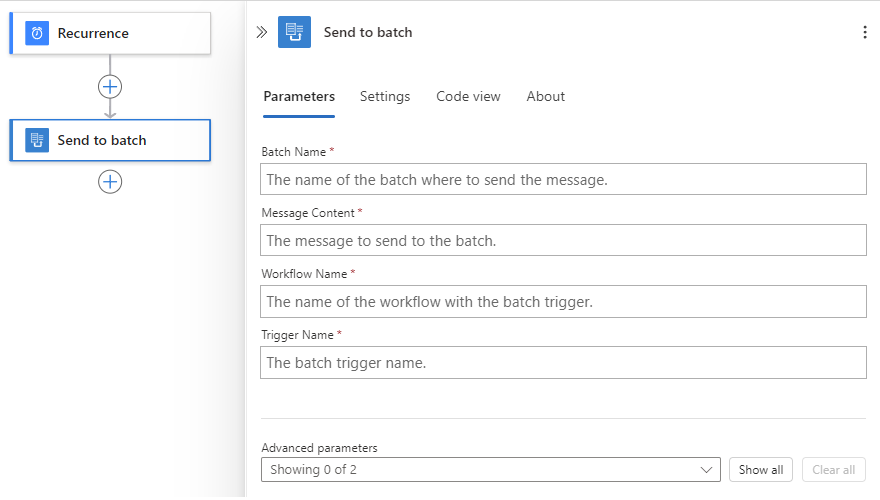 Recurrence
Send to batch
Send to batch
Parameters Settings Code view About
Batch Name *
The name of the batch where to send the message.
Message Content *
The message to send to the batch.
Workflow Name *
The name of the workflow with the batch trigger.
Trigger Name *
The batch trigger name.
Advanced parameters
Showing 0 of 2 Show all Clear all